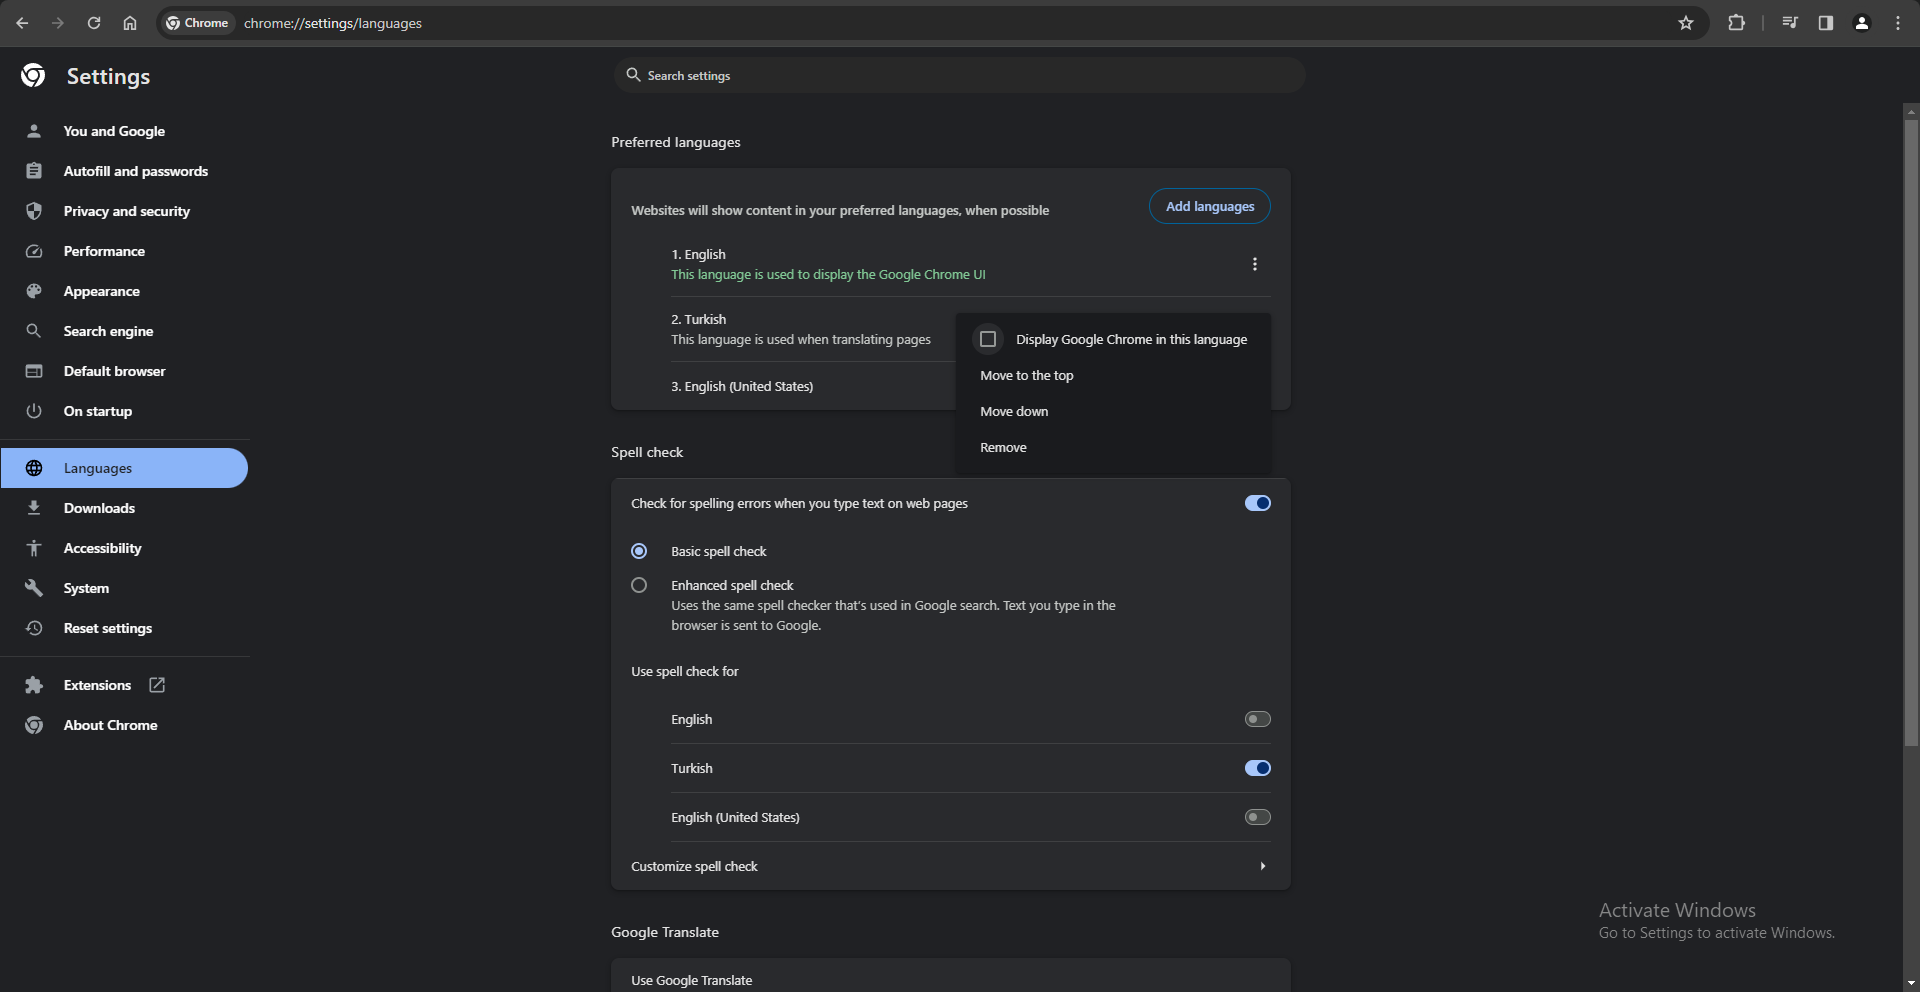 Chrome
chrome://settings/languages
Settings
Search settings
You and Google
Autofill and passwords
Privacy and security
Performance
Appearance
Search engine
Default browser
On startup
Languages
Downloads
Accessibility
System
Reset settings
Extensions
About Chrome
Preferred languages
Websites will show content in your preferred languages, when possible
Add languages
1. English
This language is used to display the Google Chrome UI
2. Turkish
This language is used when translating pages
3. English (United States)
Display Google Chrome in this language
Move to the top
Move down
Remove
Spell check
Check for spelling errors when you type text on web pages
Basic spell check
Enhanced spell check
Uses the same spell checker that's used in Google search. Text you type in the
browser is sent to Google.
Use spell check for
English
Turkish
English (United States)
Customize spell check
Google Translate
Use Google Translate
Activate Windows
Go to Settings to activate Windows.